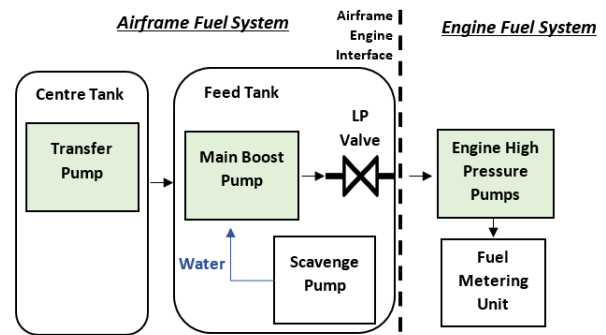 Airframe Fuel System
Airframe
Engine
Interface
Engine Fuel System
Centre Tank
Transfer
Pump
Feed Tank
Main Boost
Pump
LP
Valve
Water
Scavenge
Pump
Engine High
Pressure
Pumps
Fuel
Metering
Unit